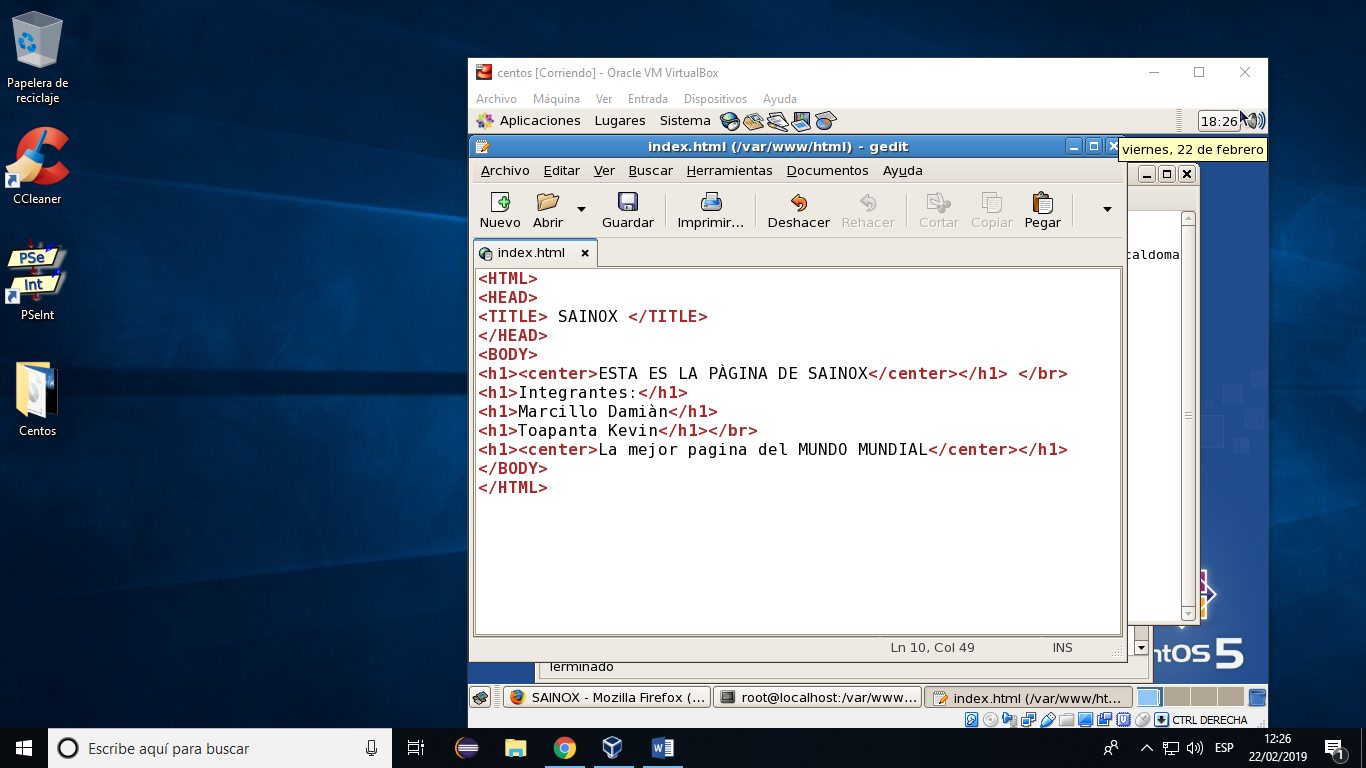 Papelera de
reciclaje
CCleaner
PSe
Int
PSeInt
Centos
centos [Corriendo] - Oracle VM VirtualBox
Archivo Máquina Ver Entrada Dispositivos Ayuda
Aplicaciones Lugares Sistema 18:26
index.html (/var/www/html) - gedit
viernes, 22 de febrero
Archivo Editar Ver Buscar Herramientas Documentos Ayuda
Nuevo Abrir Guardar Imprimir... Deshacer Rehacer Cortar Copiar Pegar
index.html
caldoma
<HTML>
<HEAD>
<TITLE> SAINOX </TITLE>
</HEAD>
<BODY>
<h1><center>ESTA ES LA PÀGINA DE SAINOX</center></h1> </br>
<h1>Integrantes:</h1>
<h1>Marcillo Damiàn</h1>
<h1>Toapanta Kevin</h1></br>
<h1><center>La mejor pagina del MUNDO MUNDIAL</center></h1>
</BODY>
</HTML>
Ln 10, Col 49 INS
ntOS 5
Terminado
SAINOX - Mozilla Firefox (... root@localhost:/var/www... index.html (/var/www/ht...
CTRL DERECHA
Escribe aquí para buscar
ESP
12:26
22/02/2019
1